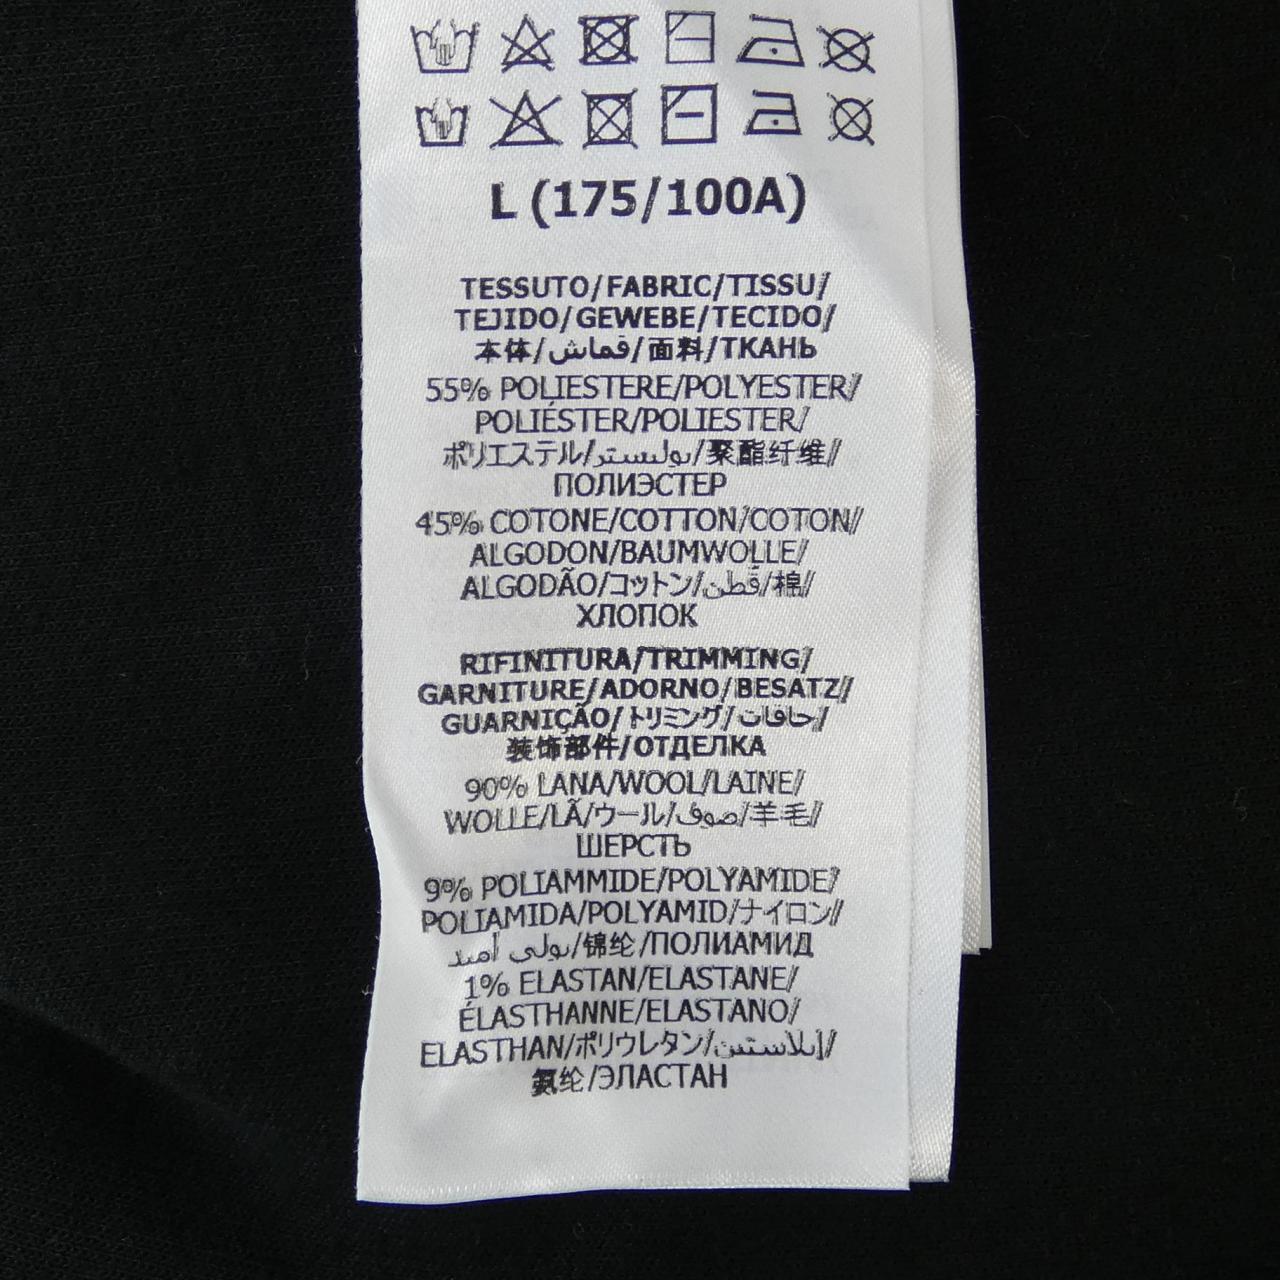 L (175/100A)
TESSUTO/FABRIC/TISSU/
TEJIDO/GEWEBE/TECIDO/
本体/قماش/面料/ТКАНЬ
55% POLIESTERE/POLYESTER/
POLIÉSTER/POLIESTER/
ポリエステル/بوليستر/聚酯纤维/
ПОЛИЭСТЕР
45% COTONE/COTTON/COTON/
ALGODON/BAUMWOLLE/
ALGODÃO/コットン/قطن/棉/
ХЛОПОК
RIFINITURA/TRIMMING/
GARNITURE/ADORNO/BESATZ/
GUARNIÇÃO/トリミング/حافات/
装饰部件/ОТДЕЛКА
90% LANA/WOOL/LAINE/
WOLLE/LÃ/ウール/صوف/羊毛/
ШЕРСТЬ
9% POLIAMMIDE/POLYAMIDE/
POLIAMIDA/POLYAMID/ナイロン/
بولي أميد/锦纶/ПОЛИАМИД
1% ELASTAN/ELASTANE/
ÉLASTHANNE/ELASTANO/
ELASTHAN/ポリウレタン/إيلاستين/
氨纶/ЭЛАСТАН